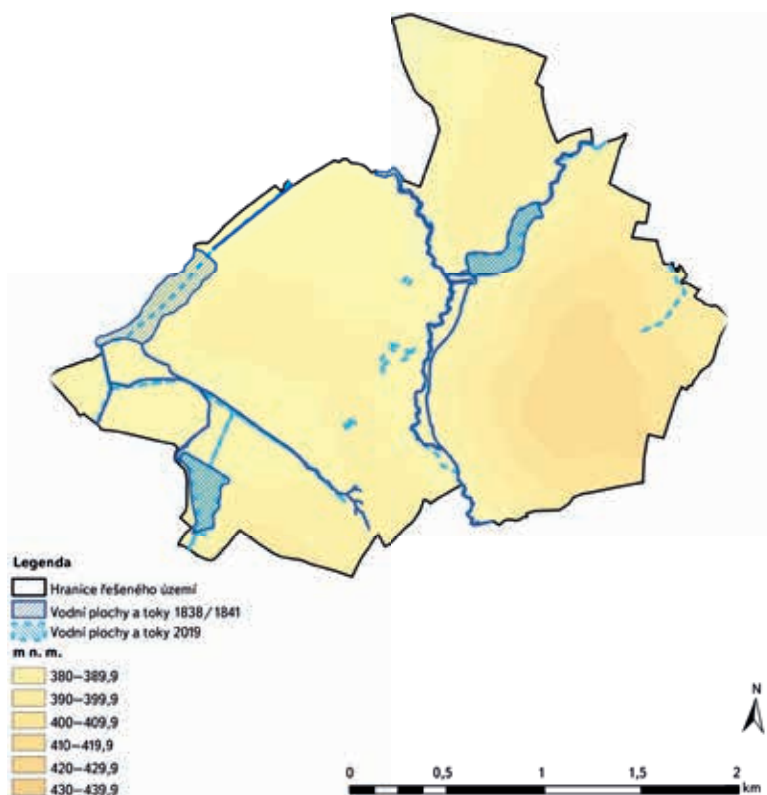 Legenda
Hranice řešeného území
Vodní plochy a toky 1838/1841
Vodní plochy a toky 2019
m n. m.
380–389,9
390–399,9
400–409,9
410–419,9
420–429,9
430–439,9
N
0 0,5 1 1,5 2
km